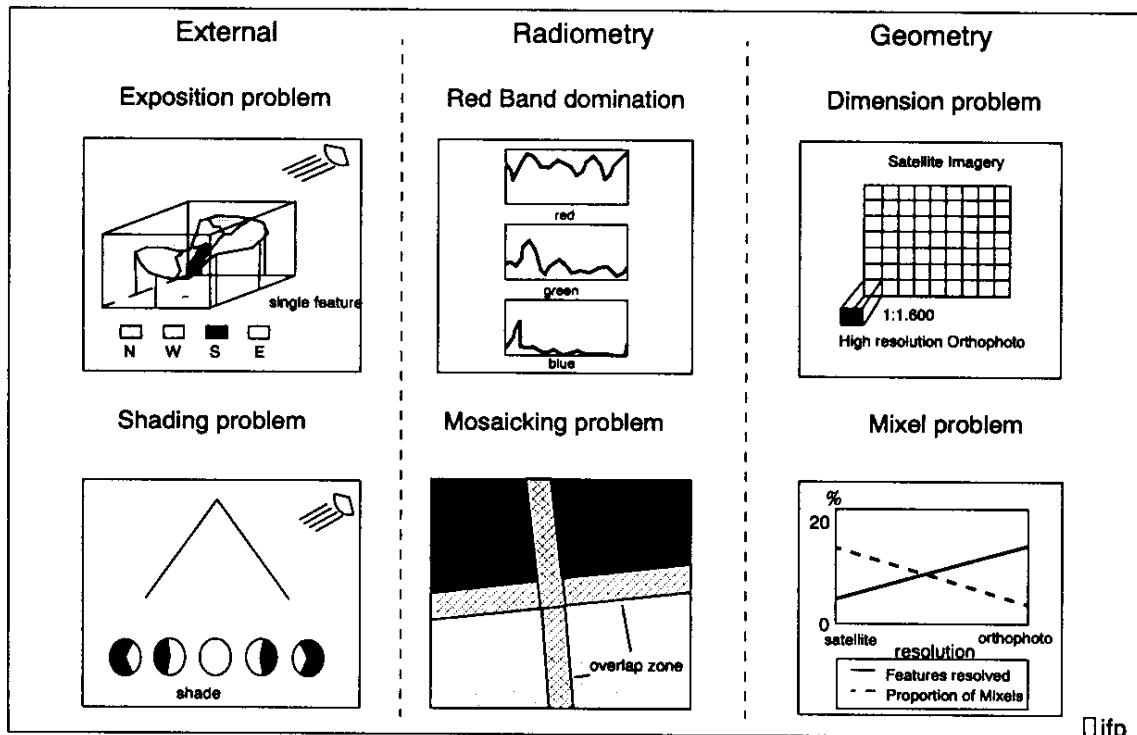 External
Exposition problem
single feature
N W S E
Shading problem
shade
Radiometry
Red Band domination
red
green
blue
Mosaicking problem
overlap zone
Geometry
Dimension problem
Satellite Imagery
1:1.600
High resolution Orthophoto
Mixel problem
%
20
0
satellite
orthophoto
resolution
Features resolved
Proportion of Mixels
ifp